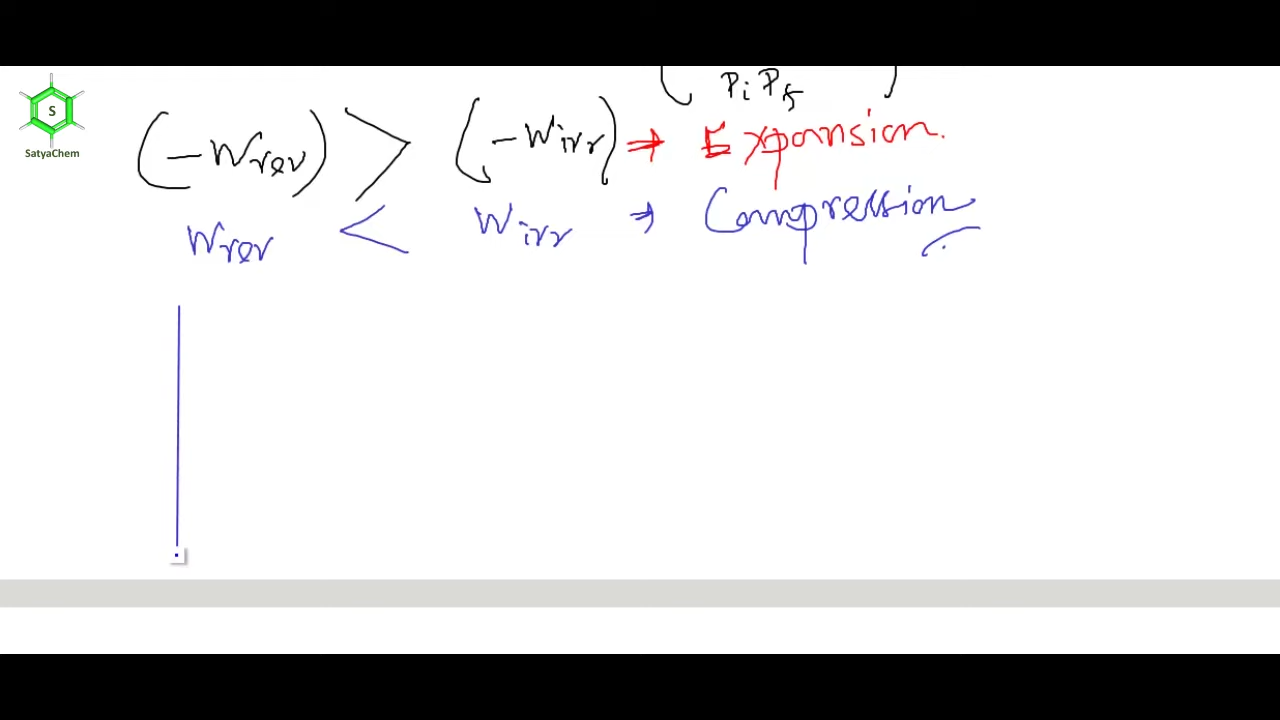 Pi Pf
(-Wrev) > (-Wirr) ⇒ Expansion.
Wrev < Wirr → Compression
S
SatyaChem